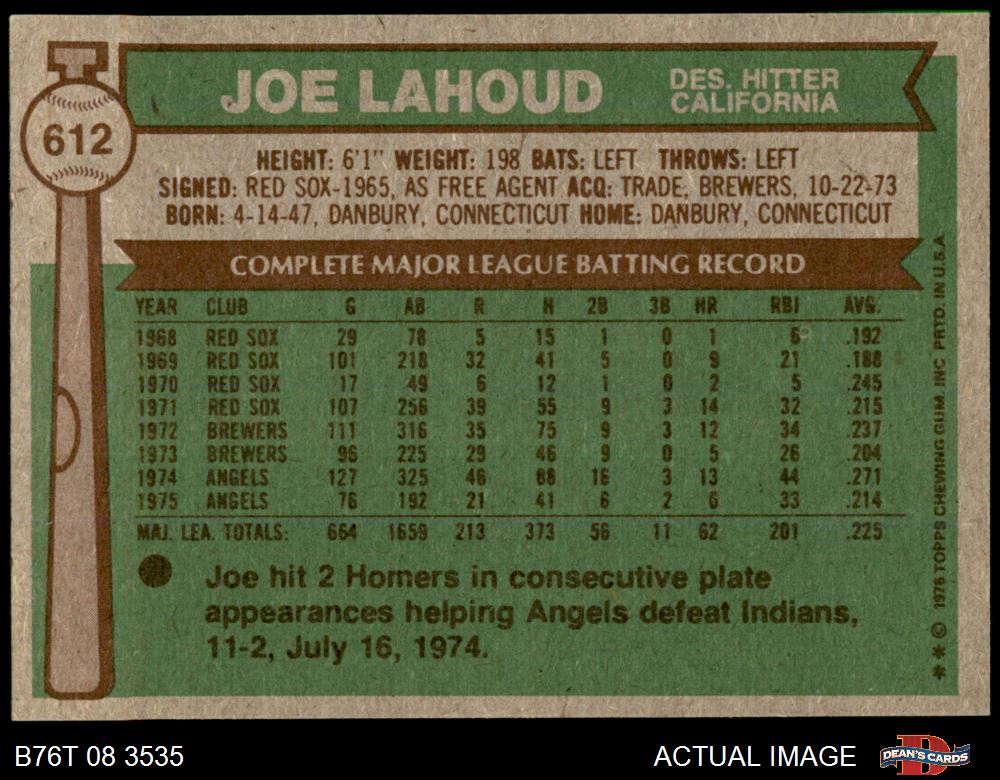 612
JOE LAHOUD
DES. HITTER
CALIFORNIA
HEIGHT: 6'1" WEIGHT: 198 BATS: LEFT THROWS: LEFT
SIGNED: RED SOX-1965, AS FREE AGENT ACQ: TRADE, BREWERS, 10-22-73
BORN: 4-14-47, DANBURY, CONNECTICUT HOME: DANBURY, CONNECTICUT
COMPLETE MAJOR LEAGUE BATTING RECORD
YEAR CLUB G AB R H 2B 3B HR RBI AVG.
1968 RED SOX 29 78 5 15 1 0 1 6 .192
1969 RED SOX 101 218 32 41 5 0 9 21 .188
1970 RED SOX 17 49 6 12 1 0 2 5 .245
1971 RED SOX 107 256 39 55 9 3 14 32 .215
1972 BREWERS 111 316 35 75 9 3 12 34 .237
1973 BREWERS 96 225 29 46 9 0 5 26 .204
1974 ANGELS 127 325 46 88 16 3 13 44 .271
1975 ANGELS 76 192 21 41 6 2 6 33 .214
MAJ. LEA. TOTALS: 664 1659 213 373 56 11 62 201 .225
Joe hit 2 Homers in consecutive plate
appearances helping Angels defeat Indians,
11-2, July 16, 1974.
* * © 1976 TOPPS CHEWING GUM, INC. PRTD. IN U.S.A.
B76T 08 3535
ACTUAL IMAGE
D
DEAN'S CARDS